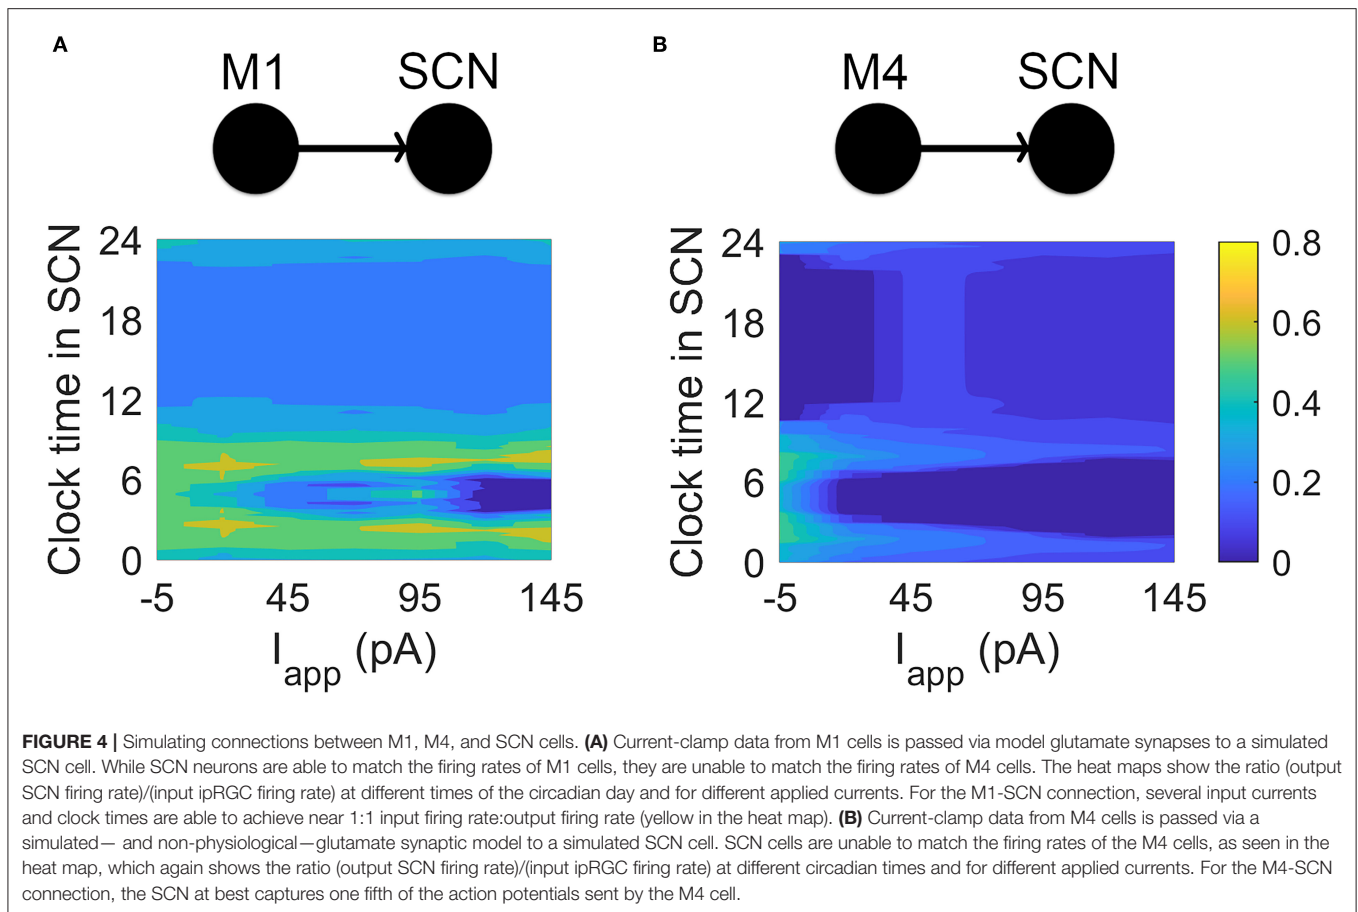 A
M1 SCN
Clock time in SCN
24
18
12
6
0
-5 45 95 145
Iapp (pA)
B
M4 SCN
Clock time in SCN
24
18
12
6
0
-5 45 95 145
Iapp (pA)
0.8
0.6
0.4
0.2
0
FIGURE 4 | Simulating connections between M1, M4, and SCN cells. (A) Current-clamp data from M1 cells is passed via model glutamate synapses to a simulated
SCN cell. While SCN neurons are able to match the firing rates of M1 cells, they are unable to match the firing rates of M4 cells. The heat maps show the ratio (output
SCN firing rate)/(input ipRGC firing rate) at different times of the circadian day and for different applied currents. For the M1-SCN connection, several input currents
and clock times are able to achieve near 1:1 input firing rate:output firing rate (yellow in the heat map). (B) Current-clamp data from M4 cells is passed via a
simulated— and non-physiological—glutamate synaptic model to a simulated SCN cell. SCN cells are unable to match the firing rates of the M4 cells, as seen in the
heat map, which again shows the ratio (output SCN firing rate)/(input ipRGC firing rate) at different circadian times and for different applied currents. For the M4-SCN
connection, the SCN at best captures one fifth of the action potentials sent by the M4 cell.